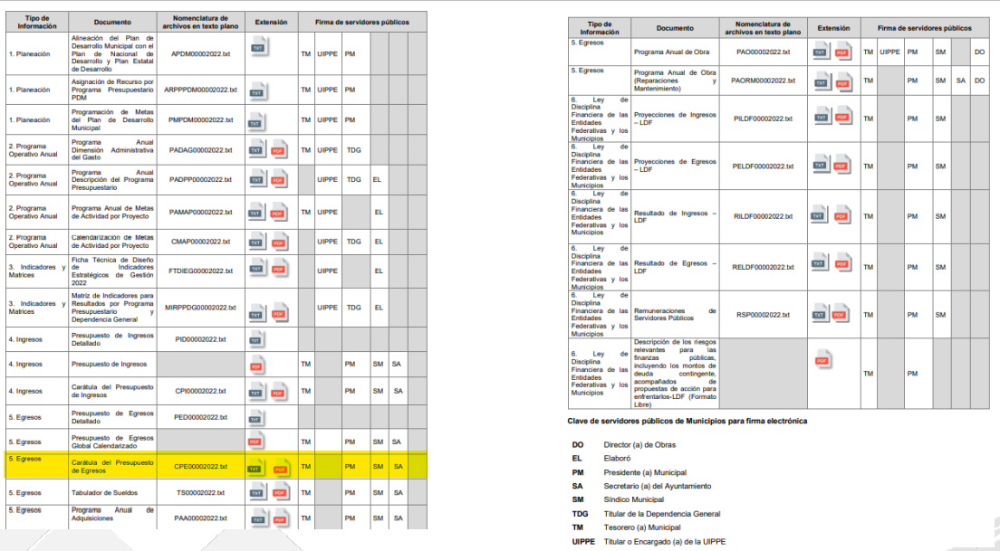 Tipo de Información Documento Nomenclatura de archivos en texto plano Extensión Firma de servidores públicos
1. Planeación Alineación del Plan de Desarrollo Municipal con el Plan de Nacional de Desarrollo y Plan Estatal de Desarrollo APDM00002022.txt TXT TM UIPPE PM
1. Planeación Asignación de Recurso por Programa Presupuestario PDM ARPPPDM00002022.txt TXT TM UIPPE PM
1. Planeación Programación de Metas del Plan de Desarrollo Municipal PMPDM00002022.txt TXT TM UIPPE PM
2. Programa Operativo Anual Programa Anual Dimensión Administrativa del Gasto PADAG00002022.txt TXT PDF TM UIPPE TDG
2. Programa Operativo Anual Programa Anual Descripción del Programa Presupuestario PADPP00002022.txt TXT PDF UIPPE TDG EL
2. Programa Operativo Anual Programa Anual de Metas de Actividad por Proyecto PAMAP00002022.txt TXT PDF TM UIPPE EL
2. Programa Operativo Anual Calendarización de Metas de Actividad por Proyecto CMAP00002022.txt TXT PDF UIPPE TDG EL
3. Indicadores y Matrices Ficha Técnica de Diseño de Indicadores Estratégicos de Gestión 2022 FTDIEG00002022.txt TXT PDF UIPPE EL
3. Indicadores y Matrices Matriz de Indicadores para Resultados por Programa Presupuestario y Dependencia General MIRPPDG00002022.txt TXT PDF UIPPE TDG EL
4. Ingresos Presupuesto de Ingresos Detallado PID00002022.txt TXT
4. Ingresos Presupuesto de Ingresos PDF TM PM SM SA
4. Ingresos Carátula del Presupuesto de Ingresos CPI00002022.txt TXT PDF TM PM SM SA
5. Egresos Presupuesto de Egresos Detallado PED00002022.txt TXT
5. Egresos Presupuesto de Egresos Global Calendarizado PDF TM PM SM SA
5. Egresos Carátula del Presupuesto de Egresos CPE00002022.txt TXT PDF TM PM SM SA
5. Egresos Tabulador de Sueldos TS00002022.txt TXT PDF TM PM SM SA
5. Egresos Programa Anual de Adquisiciones PAA00002022.txt TXT PDF TM PM SM SA
Tipo de Información Documento Nomenclatura de archivos en texto plano Extensión Firma de servidores públicos
5. Egresos Programa Anual de Obra PAO00002022.txt TXT PDF TM UIPPE PM SM DO
5. Egresos Programa Anual de Obra (Reparaciones y Mantenimiento) PAORM00002022.txt TXT PDF TM PM SM SA DO
6. Ley de Disciplina Financiera de las Entidades Federativas y los Municipios Proyecciones de Ingresos – LDF PILDF00002022.txt TXT PDF TM PM SM
6. Ley de Disciplina Financiera de las Entidades Federativas y los Municipios Proyecciones de Egresos – LDF PELDF00002022.txt TXT PDF TM PM SM
6. Ley de Disciplina Financiera de las Entidades Federativas y los Municipios Resultado de Ingresos – LDF RILDF00002022.txt TXT PDF TM PM SM
6. Ley de Disciplina Financiera de las Entidades Federativas y los Municipios Resultado de Egresos – LDF RELDF00002022.txt TXT PDF TM PM SM
6. Ley de Disciplina Financiera de las Entidades Federativas y los Municipios Remuneraciones de Servidores Públicos RSP00002022.txt TXT PDF TM PM SM
6. Ley de Disciplina Financiera de las Entidades Federativas y los Municipios Descripción de los riesgos relevantes para las finanzas públicas, incluyendo los montos de deuda contingente, acompañados de propuestas de acción para enfrentarlos-LDF (Formato Libre) PDF TM PM
Clave de servidores públicos de Municipios para firma electrónica
DO Director (a) de Obras
EL Elaboró
PM Presidente (a) Municipal
SA Secretario (a) del Ayuntamiento
SM Síndico Municipal
TDG Titular de la Dependencia General
TM Tesorero (a) Municipal
UIPPE Titular o Encargado (a) de la UIPPE